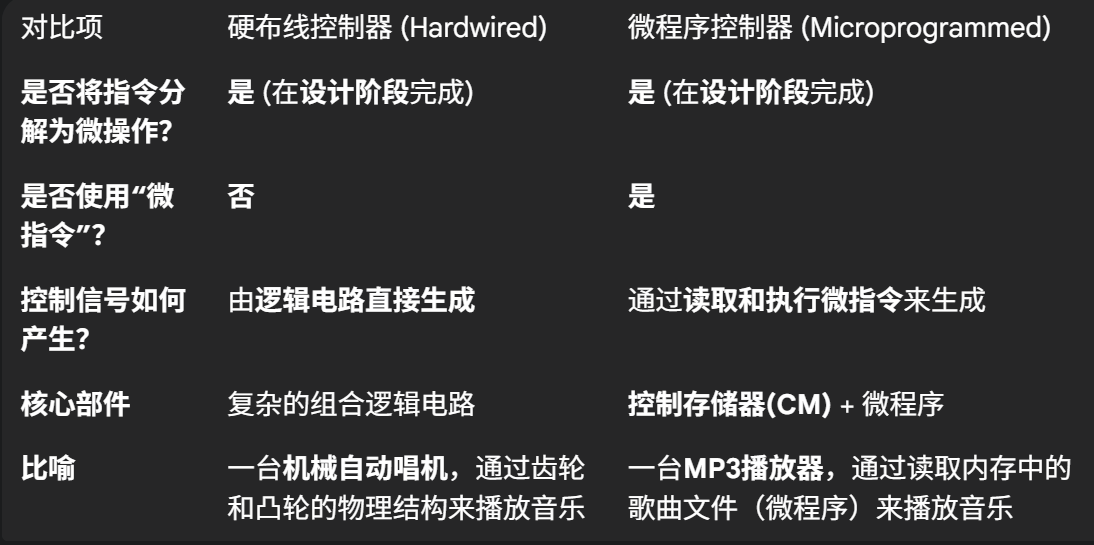 对比项 硬布线控制器 (Hardwired) 微程序控制器 (Microprogrammed)
是否将指令分 是 (在设计阶段完成) 是 (在设计阶段完成)
解为微操作?
是否使用“微 否 是
指令”?
控制信号如何 由逻辑电路直接生成 通过读取和执行微指令来生成
产生?
核心部件 复杂的组合逻辑电路 控制存储器(CM) + 微程序
比喻 一台机械自动唱机，通过齿轮 一台MP3播放器，通过读取内存中的
和凸轮的物理结构来播放音乐 歌曲文件（微程序）来播放音乐